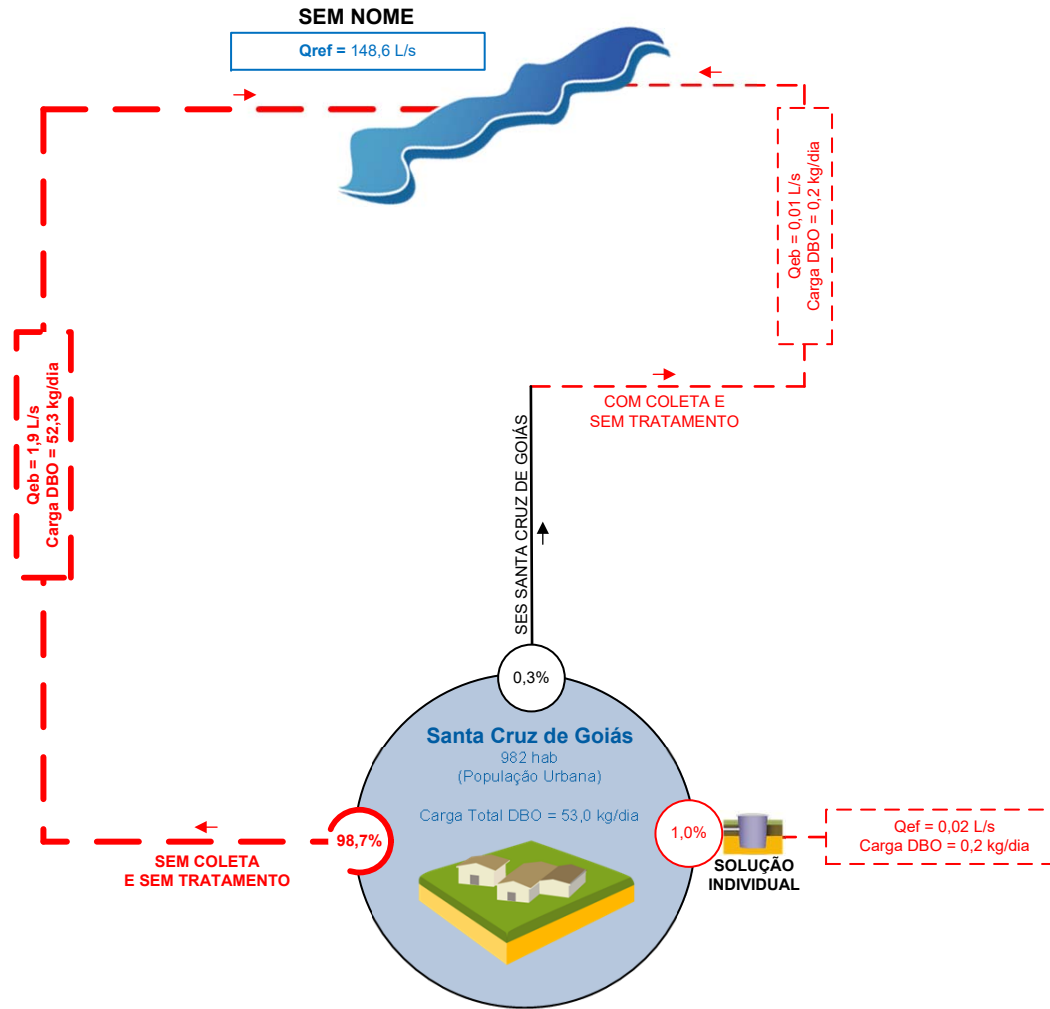 SEM NOME
Qref = 148,6 L/s
Qeb = 0,01 L/s
Carga DBO = 0,2 kg/dia
Qeb = 1,9 L/s
Carga DBO = 52,3 kg/dia
COM COLETA E
SEM TRATAMENTO
SES SANTA CRUZ DE GOIÁS
0,3%
Santa Cruz de Goiás
982 hab
(População Urbana)
Carga Total DBO = 53,0 kg/dia
98,7%
SEM COLETA
E SEM TRATAMENTO
1,0%
SOLUÇÃO
INDIVIDUAL
Qef = 0,02 L/s
Carga DBO = 0,2 kg/dia